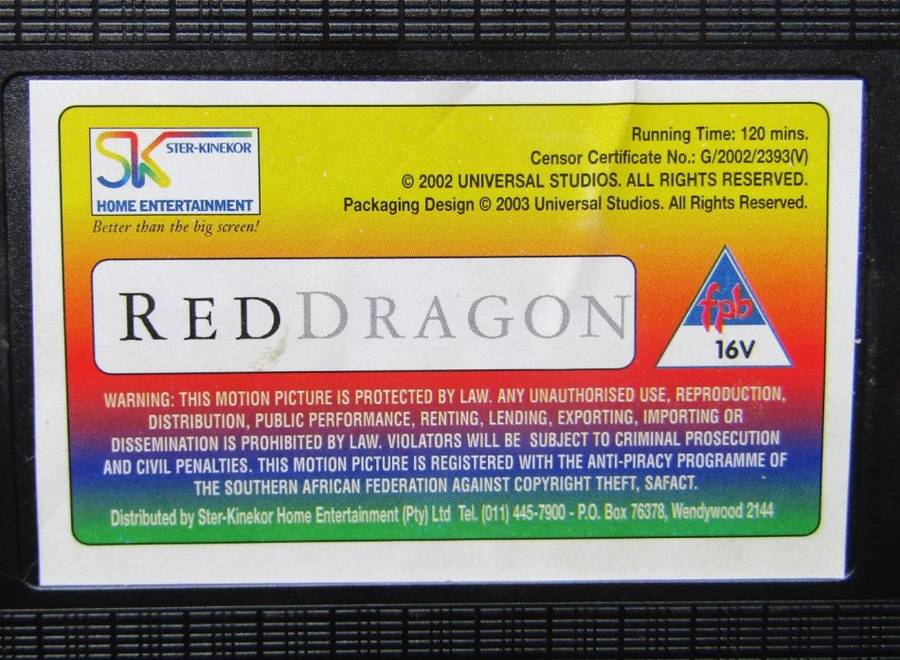 SK STER-KINEKOR
HOME ENTERTAINMENT
Better than the big screen!
Running Time: 120 mins.
Censor Certificate No.: G/2002/2393(V)
© 2002 UNIVERSAL STUDIOS. ALL RIGHTS RESERVED.
Packaging Design © 2003 Universal Studios. All Rights Reserved.
RED DRAGON
fpb
16V
WARNING: THIS MOTION PICTURE IS PROTECTED BY LAW. ANY UNAUTHORISED USE, REPRODUCTION,
DISTRIBUTION, PUBLIC PERFORMANCE, RENTING, LENDING, EXPORTING, IMPORTING OR
DISSEMINATION IS PROHIBITED BY LAW. VIOLATORS WILL BE SUBJECT TO CRIMINAL PROSECUTION
AND CIVIL PENALTIES. THIS MOTION PICTURE IS REGISTERED WITH THE ANTI-PIRACY PROGRAMME OF
THE SOUTHERN AFRICAN FEDERATION AGAINST COPYRIGHT THEFT, SAFACT.
Distributed by Ster-Kinekor Home Entertainment (Pty) Ltd Tel. (011) 445-7900 - P.O. Box 76378, Wendywood 2144